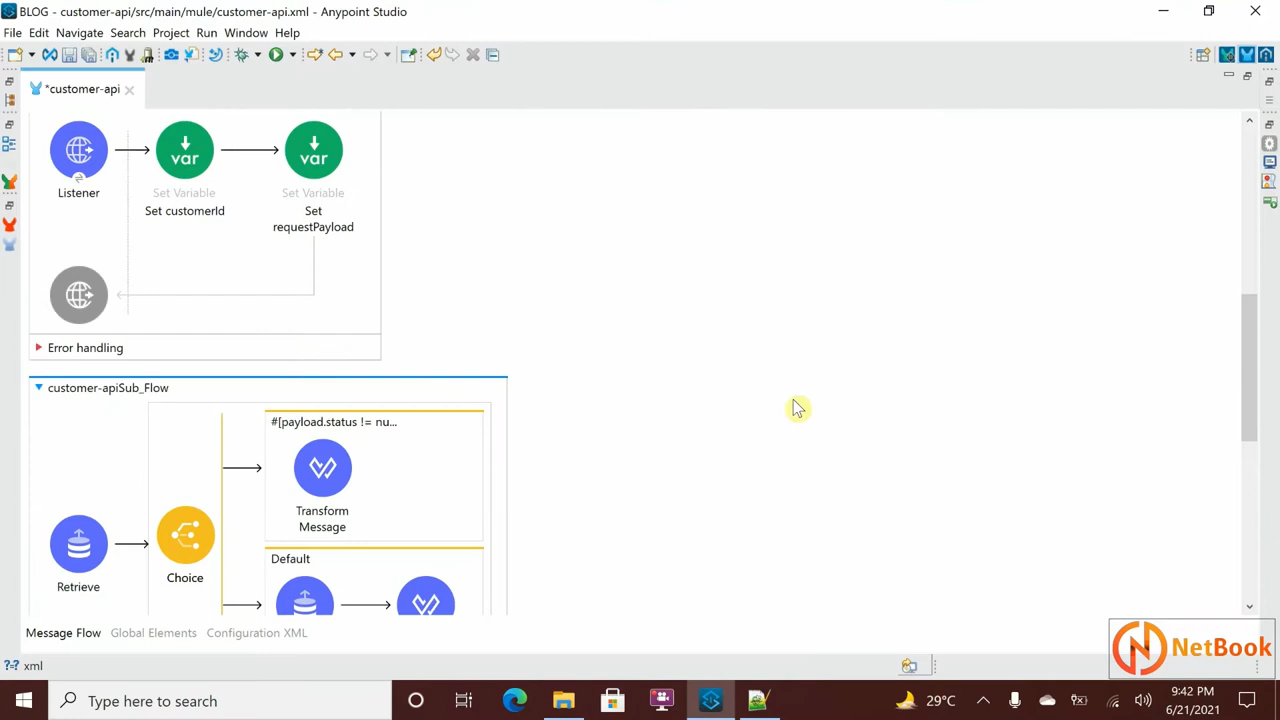 BLOG - customer-api/src/main/mule/customer-api.xml - Anypoint Studio
File Edit Navigate Search Project Run Window Help
*customer-api
var
var
Listener
Set Variable
Set customerId
Set Variable
Set
requestPayload
Error handling
customer-apiSub_Flow
#[payload.status != nu...
Transform
Message
Retrieve
Choice
Default
Message Flow Global Elements Configuration XML
NetBook
xml
Type here to search
29°C
9:42 PM
6/21/2021